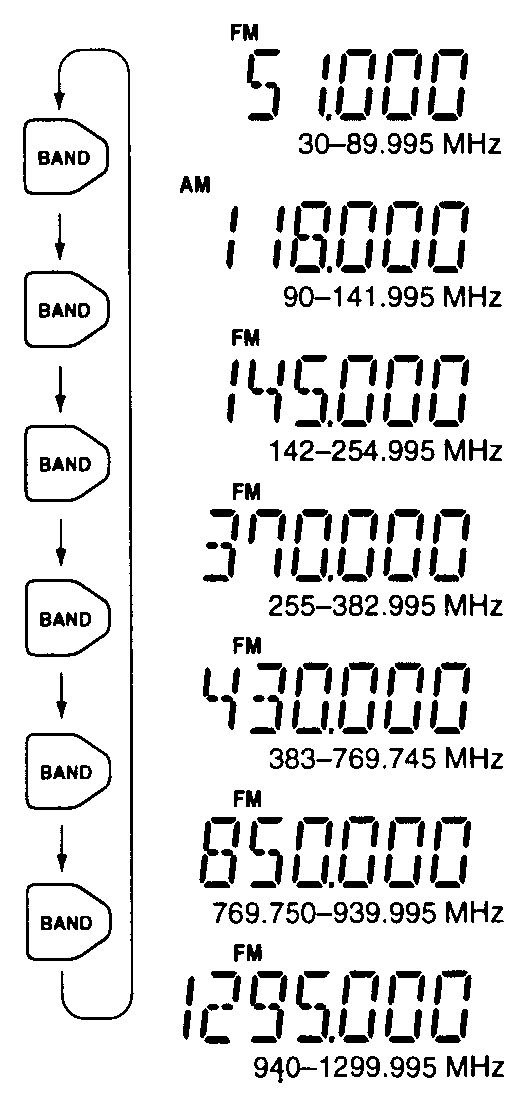 FM
51.000
30–89.995 MHz
BAND
AM
118.000
90–141.995 MHz
BAND
FM
145.000
142–254.995 MHz
BAND
FM
370.000
255–382.995 MHz
BAND
FM
430.000
383–769.745 MHz
BAND
FM
850.000
769.750–939.995 MHz
BAND
FM
1295.000
940–1299.995 MHz